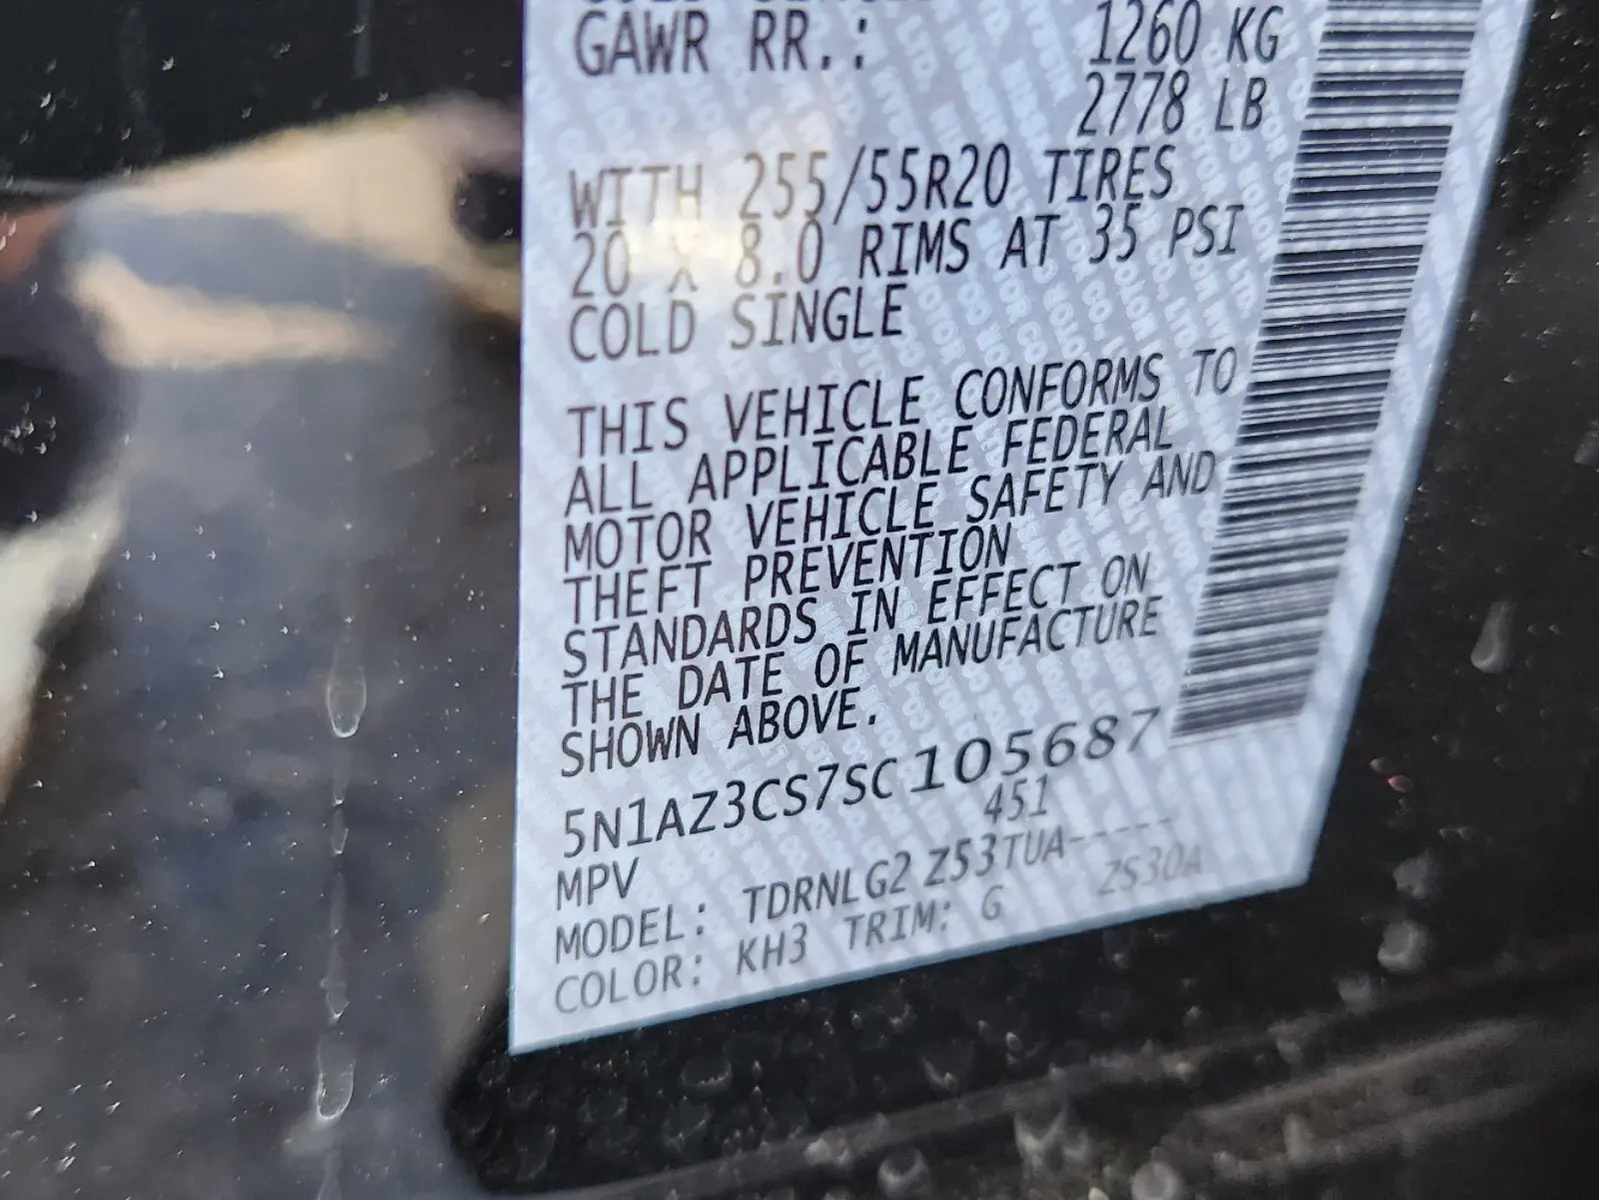 GAWR RR.: 1260 KG
2778 LB
WITH 255/55R20 TIRES
20 X 8.0 RIMS AT 35 PSI
COLD SINGLE
THIS VEHICLE CONFORMS TO
ALL APPLICABLE FEDERAL
MOTOR VEHICLE SAFETY AND
THEFT PREVENTION
STANDARDS IN EFFECT ON
THE DATE OF MANUFACTURE
SHOWN ABOVE.
5N1AZ3CS7SC105687
MPV 451
MODEL: TDRNLG2 Z53TUA-----
COLOR: KH3 TRIM: G ZS30A